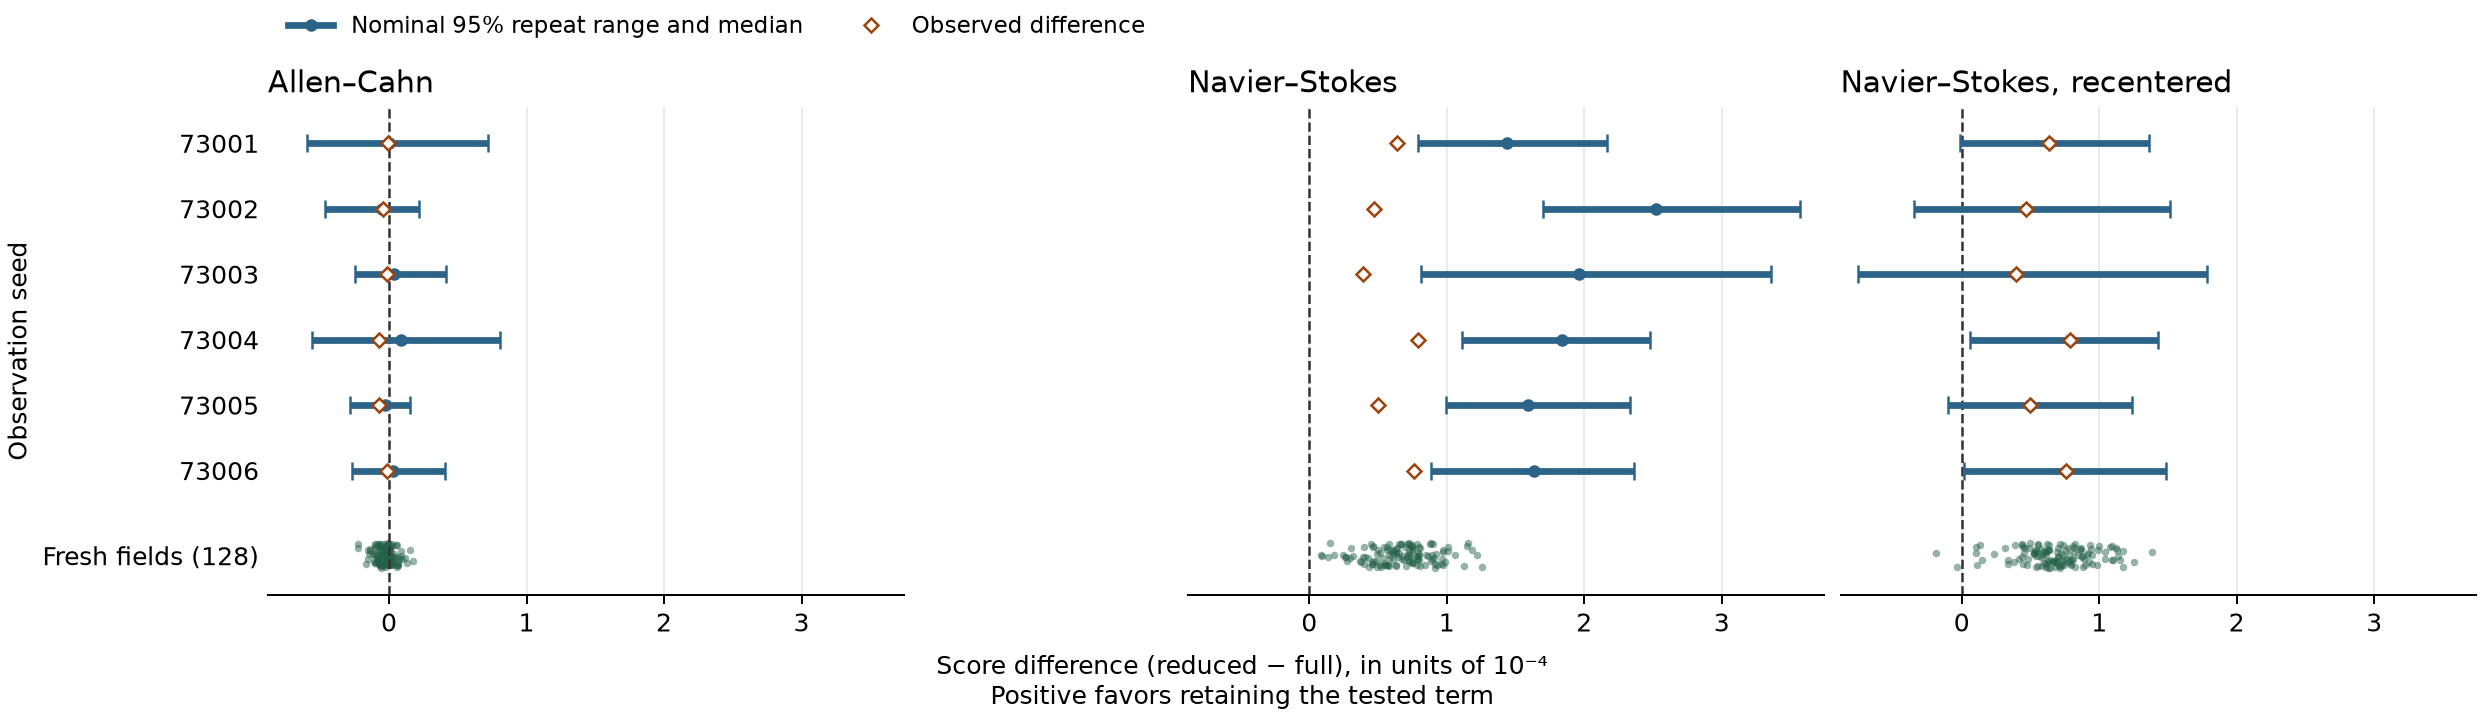 Nominal 95% repeat range and median
Observed difference
Allen–Cahn
Navier–Stokes
Navier–Stokes, recentered
Observation seed
73001
73002
73003
73004
73005
73006
Fresh fields (128)
0 1 2 3
0 1 2 3
0 1 2 3
Score difference (reduced − full), in units of 10⁻⁴
Positive favors retaining the tested term